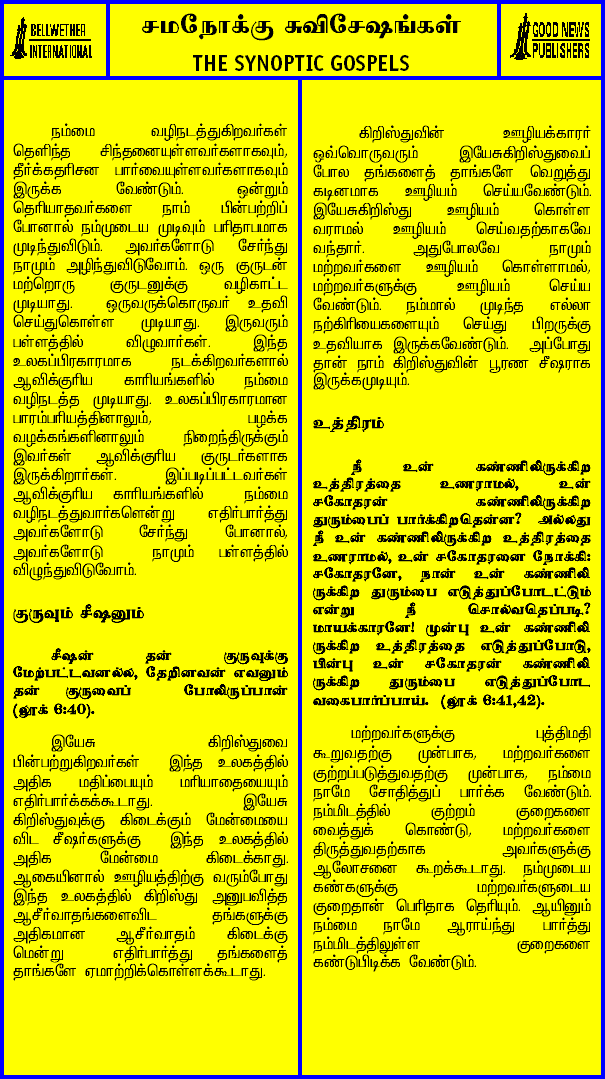 BELLWETHER
INTERNATIONAL
சமநோக்கு சுவிசேஷங்கள்
THE SYNOPTIC GOSPELS
GOOD NEWS
PUBLISHERS
நம்மை வழிநடத்துகிறவர்கள்
தெளிந்த சிந்தனையுள்ளவர்களாகவும்,
தீர்க்கதரிசன பார்வையுள்ளவர்களாகவும்
இருக்க வேண்டும். ஒன்றும்
தெரியாதவர்களை நாம் பின்பற்றிப்
போனால் நம்முடைய முடிவும் பரிதாபமாக
முடிந்துவிடும். அவர்களோடு சேர்ந்து
நாமும் அழிந்துவிடுவோம். ஒரு குருடன்
மற்றொரு குருடனுக்கு வழிகாட்ட
முடியாது. ஒருவருக்கொருவர் உதவி
செய்துகொள்ள முடியாது. இருவரும்
பள்ளத்தில் விழுவார்கள். இந்த
உலகப்பிரகாரமாக நடக்கிறவர்களால்
ஆவிக்குரிய காரியங்களில் நம்மை
வழிநடத்த முடியாது. உலகப்பிரகாரமான
பாரம்பரியத்தினாலும், பழக்க
வழக்கங்களினாலும் நிறைந்திருக்கும்
இவர்கள் ஆவிக்குரிய குருடர்களாக
இருக்கிறார்கள். இப்படிப்பட்டவர்கள்
ஆவிக்குரிய காரியங்களில் நம்மை
வழிநடத்துவார்களென்று எதிர்பார்த்து
அவர்களோடு சேர்ந்து போனால்,
அவர்களோடு நாமும் பள்ளத்தில்
விழுந்துவிடுவோம்.
குருவும் சீஷனும்
சீஷன் தன் குருவுக்கு
மேற்பட்டவனல்ல, தேறினவன் எவனும்
தன் குருவைப் போலிருப்பான்
(லூக் 6:40).
இயேசு கிறிஸ்துவை
பின்பற்றுகிறவர்கள் இந்த உலகத்தில்
அதிக மதிப்பையும் மரியாதையையும்
எதிர்பார்க்கக்கூடாது. இயேசு
கிறிஸ்துவுக்கு கிடைக்கும் மேன்மையை
விட சீஷர்களுக்கு இந்த உலகத்தில்
அதிக மேன்மை கிடைக்காது.
ஆகையினால் ஊழியத்திற்கு வரும்போது
இந்த உலகத்தில் கிறிஸ்து அனுபவித்த
ஆசீர்வாதங்களைவிட தங்களுக்கு
அதிகமான ஆசீர்வாதம் கிடைக்கு
மென்று எதிர்பார்த்து தங்களைத்
தாங்களே ஏமாற்றிக்கொள்ளக்கூடாது.
கிறிஸ்துவின் ஊழியக்காரர்
ஒவ்வொருவரும் இயேசுகிறிஸ்துவைப்
போல தங்களைத் தாங்களே வெறுத்து
கடினமாக ஊழியம் செய்யவேண்டும்.
இயேசுகிறிஸ்து ஊழியம் கொள்ள
வராமல் ஊழியம் செய்வதற்காகவே
வந்தார். அதுபோலவே நாமும்
மற்றவர்களை ஊழியம் கொள்ளாமல்,
மற்றவர்களுக்கு ஊழியம் செய்ய
வேண்டும். நம்மால் முடிந்த எல்லா
நற்கிரியைகளையும் செய்து பிறருக்கு
உதவியாக இருக்கவேண்டும். அப்போது
தான் நாம் கிறிஸ்துவின் பூரண சீஷராக
இருக்கமுடியும்.
உத்திரம்
நீ உன் கண்ணிலிருக்கிற
உத்திரத்தை உணராமல், உன்
சகோதரன் கண்ணிலிருக்கிற
துரும்பைப் பார்க்கிறதென்ன? அல்லது
நீ உன் கண்ணிலிருக்கிற உத்திரத்தை
உணராமல், உன் சகோதரனை நோக்கி:
சகோதரனே, நான் உன் கண்ணிலி
ருக்கிற துரும்பை எடுத்துப்போடட்டும்
என்று நீ சொல்வதெப்படி?
மாயக்காரனே! முன்பு உன் கண்ணிலி
ருக்கிற உத்திரத்தை எடுத்துப்போடு,
பின்பு உன் சகோதரன் கண்ணிலி
ருக்கிற துரும்பை எடுத்துப்போட
வகைபார்ப்பாய். (லூக் 6:41,42).
மற்றவர்களுக்கு புத்திமதி
கூறுவதற்கு முன்பாக, மற்றவர்களை
குற்றப்படுத்துவதற்கு முன்பாக, நம்மை
நாமே சோதித்துப் பார்க்க வேண்டும்.
நம்மிடத்தில் குற்றம் குறைகளை
வைத்துக் கொண்டு, மற்றவர்களை
திருத்துவதற்காக அவர்களுக்கு
ஆலோசனை கூறக்கூடாது. நம்முடைய
கண்களுக்கு மற்றவர்களுடைய
குறைதான் பெரிதாக தெரியும். ஆயினும்
நம்மை நாமே ஆராய்ந்து பார்த்து
நம்மிடத்திலுள்ள குறைகளை
கண்டுபிடிக்க வேண்டும்.